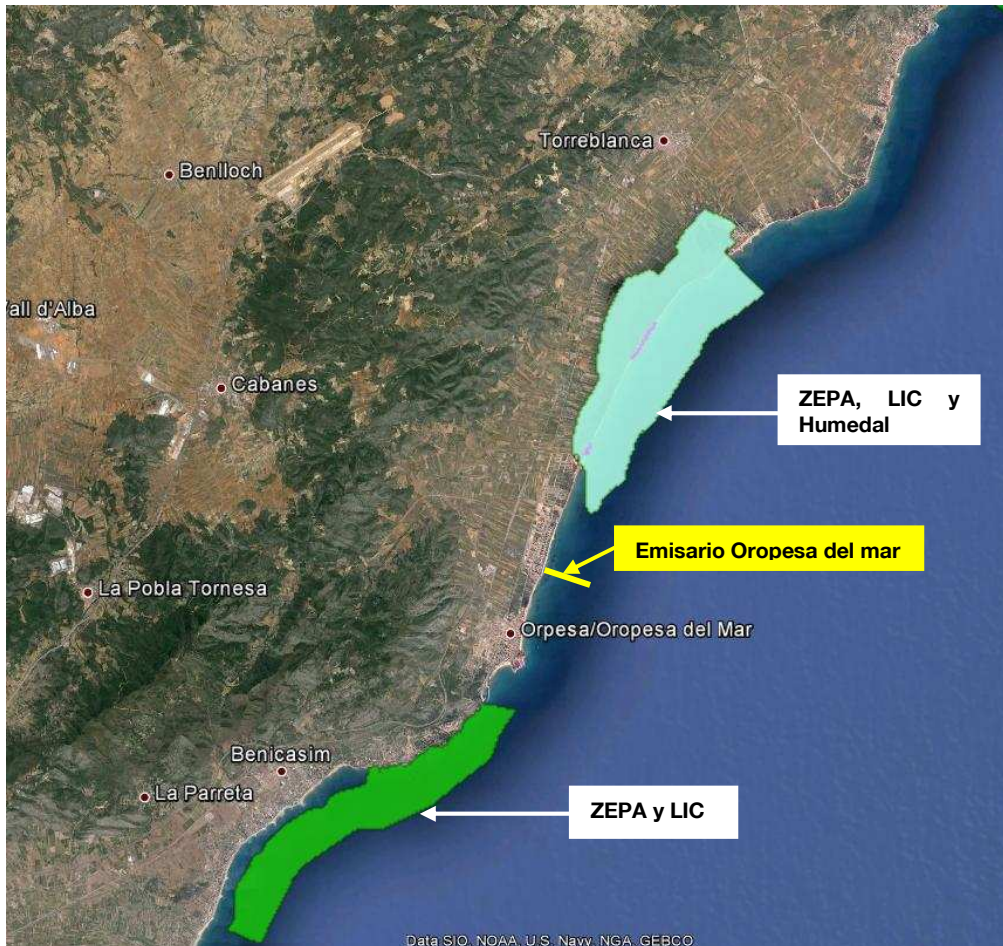 Torreblanca
Benlloch
Vall d'Alba
Cabanes
ZEPA, LIC y
Humedal
Emisario Oropesa del mar
La Pobla Tornesa
Orpesa/Oropesa del Mar
Benicasim
La Parreta
ZEPA y LIC
Data SIO, NOAA, U.S. Navy, NGA, GEBCO